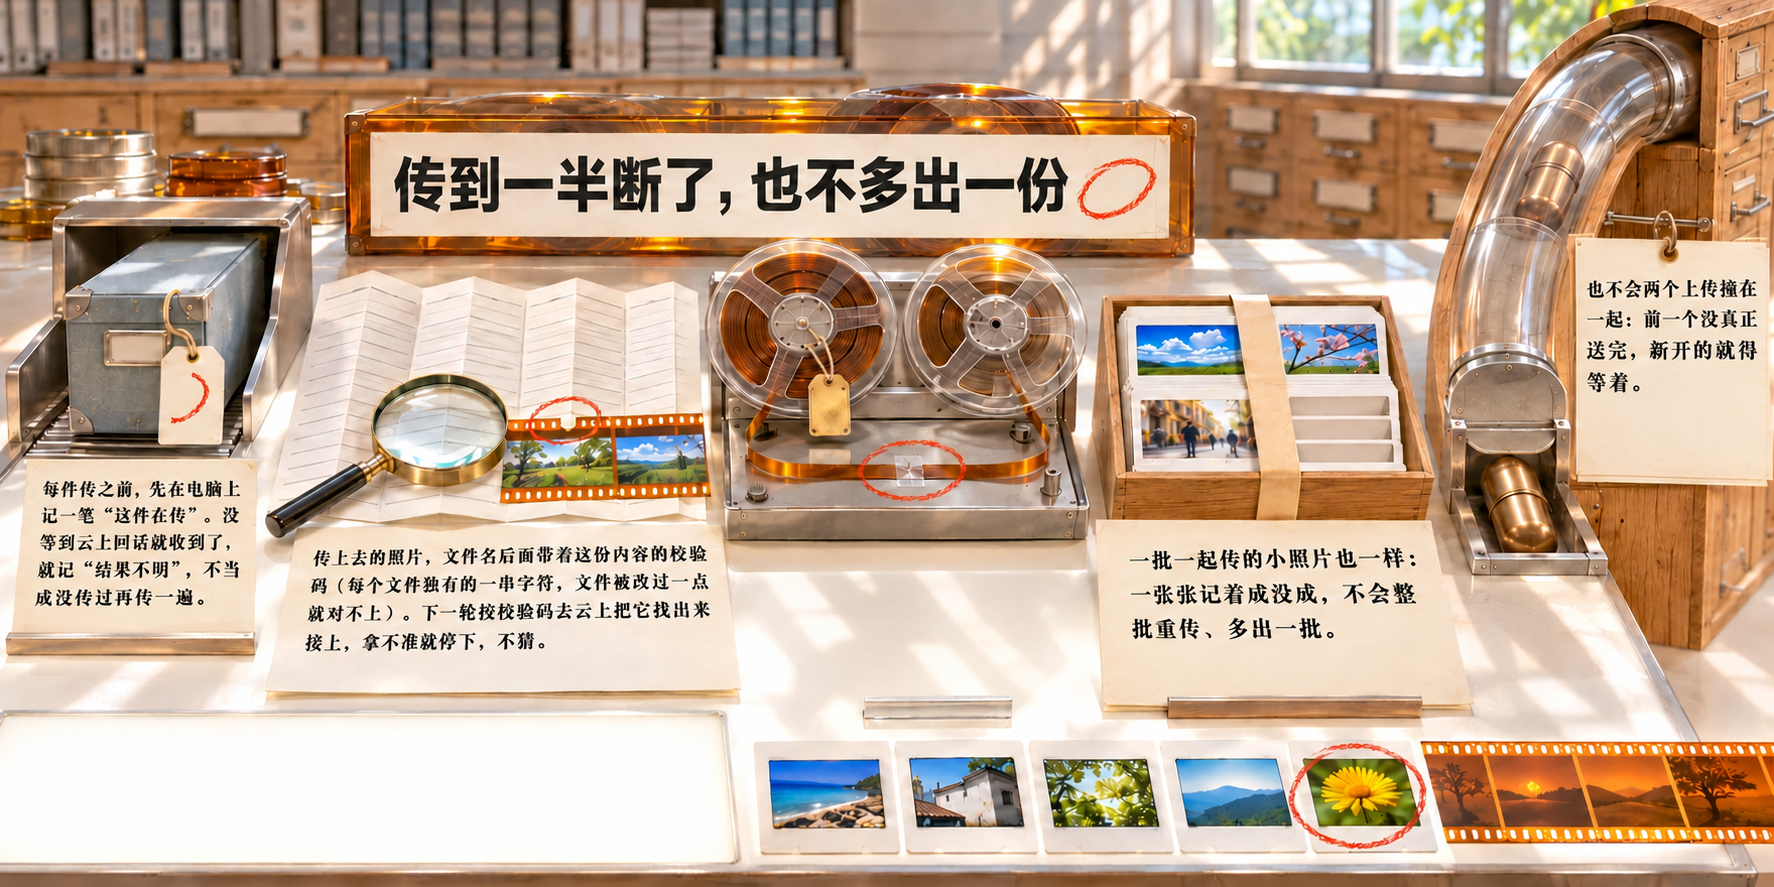 传到一半断了，也不多出一份
每件传之前，先在电脑上
记一笔“这件在传”。没
等到云上回话就收到了，
就记“结果不明”，不当
成没传过再传一遍。
传上去的照片，文件名后面带着这份内容的校验
码（每个文件独有的一串字符，文件被改过一点
就对不上）。下一轮按校验码去云上把它找出来
接上，拿不准就停下，不猜。
一批一起传的小照片也一样：
一张张记着成没成，不会整
批重传、多出一批。
也不会两个上传撞在
一起：前一个没真正
送完，新开的就得
等着。